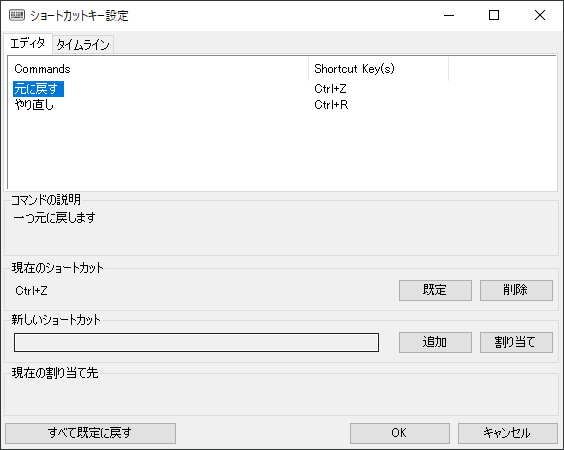 ショートカットキー設定
エディタ タイムライン
Commands Shortcut Key(s)
元に戻す Ctrl+Z
やり直し Ctrl+R
コマンドの説明
一つ元に戻します
現在のショートカット
Ctrl+Z 既定 削除
新しいショートカット
追加 割り当て
現在の割り当て先
すべて既定に戻す OK キャンセル